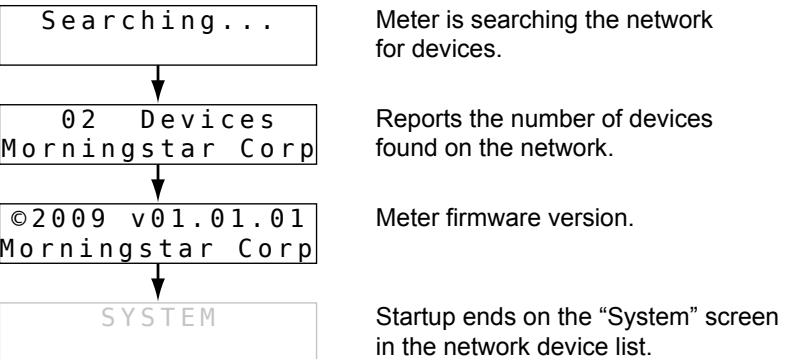 Searching...
Meter is searching the network
for devices.
02 Devices
Morningstar Corp
Reports the number of devices
found on the network.
©2009 v01.01.01
Morningstar Corp
Meter firmware version.
SYSTEM
Startup ends on the “System” screen
in the network device list.